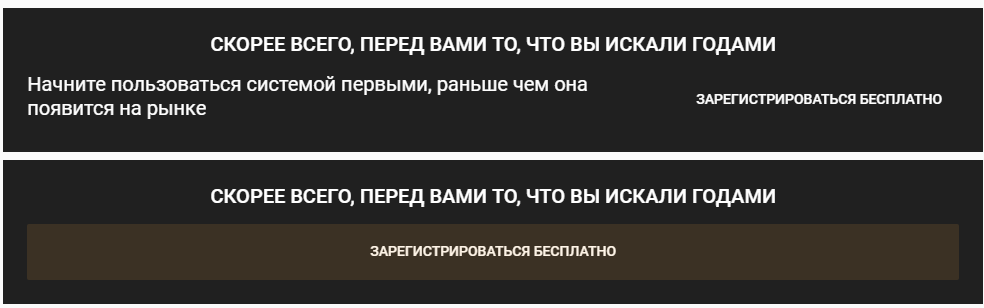 СКОРЕЕ ВСЕГО, ПЕРЕД ВАМИ ТО, ЧТО ВЫ ИСКАЛИ ГОДАМИ
Начните пользоваться системой первыми, раньше чем она
появится на рынке
ЗАРЕГИСТРИРОВАТЬСЯ БЕСПЛАТНО
СКОРЕЕ ВСЕГО, ПЕРЕД ВАМИ ТО, ЧТО ВЫ ИСКАЛИ ГОДАМИ
ЗАРЕГИСТРИРОВАТЬСЯ БЕСПЛАТНО